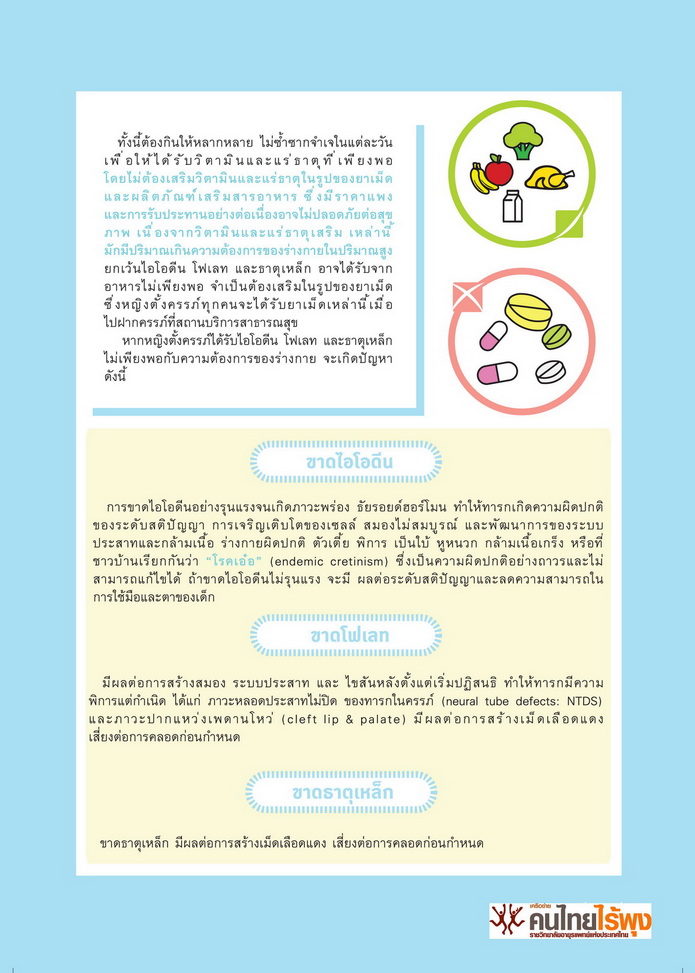 ทั้งนี้ต้องกินให้หลากหลาย ไม่ซ้ำซากจำเจในแต่ละวัน
เพื่อให้ได้รับวิตามินและแร่ธาตุที่เพียงพอ
โดยไม่ต้องเสริมวิตามินและแร่ธาตุในรูปของยาเม็ด
และผลิตภัณฑ์เสริมสารอาหาร ซึ่งมีราคาแพง
และการรับประทานอย่างต่อเนื่องอาจไม่ปลอดภัยต่อสุข
ภาพ เนื่องจากวิตามินและแร่ธาตุเสริม เหล่านี้
มักมีปริมาณเกินความต้องการของร่างกายในปริมาณสูง
ยกเว้นไอโอดีน โฟเลท และธาตุเหล็ก อาจได้รับจาก
อาหารไม่เพียงพอ จำเป็นต้องเสริมในรูปของยาเม็ด
ซึ่งหญิงตั้งครรภ์ทุกคนจะได้รับยาเม็ดเหล่านี้เมื่อ
ไปฝากครรภ์ที่สถานบริการสาธารณสุข
หากหญิงตั้งครรภ์ได้รับไอโอดีน โฟเลท และธาตุเหล็ก
ไม่เพียงพอกับความต้องการของร่างกาย จะเกิดปัญหา
ดังนี้
ขาดไอโอดีน
การขาดไอโอดีนอย่างรุนแรงจนเกิดภาวะพร่อง ธัยรอยด์ฮอร์โมน ทำให้ทารกเกิดความผิดปกติ
ของระดับสติปัญญา การเจริญเติบโตของเซลล์ สมองไม่สมบูรณ์ และพัฒนาการของระบบ
ประสาทและกล้ามเนื้อ ร่างกายผิดปกติ ตัวเตี้ย พิการ เป็นใบ้ หูหนวก กล้ามเนื้อเกร็ง หรือที่
ชาวบ้านเรียกกันว่า "โรคเอ๋อ" (endemic cretinism) ซึ่งเป็นความผิดปกติอย่างถาวรและไม่
สามารถแก้ไขได้ ถ้าขาดไอโอดีนไม่รุนแรง จะมี ผลต่อระดับสติปัญญาและลดความสามารถใน
การใช้มือและตาของเด็ก
ขาดโฟเลท
มีผลต่อการสร้างสมอง ระบบประสาท และ ไขสันหลังตั้งแต่เริ่มปฏิสนธิ ทำให้ทารกมีความ
พิการแต่กำเนิด ได้แก่ ภาวะหลอดประสาทไม่ปิด ของทารกในครรภ์ (neural tube defects: NTDS)
และภาวะปากแหว่งเพดานโหว่ (cleft lip & palate) มีผลต่อการสร้างเม็ดเลือดแดง
เสี่ยงต่อการคลอดก่อนกำหนด
ขาดธาตุเหล็ก
ขาดธาตุเหล็ก มีผลต่อการสร้างเม็ดเลือดแดง เสี่ยงต่อการคลอดก่อนกำหนด
เครือข่าย
คนไทยไร้พุง
ราชวิทยาลัยอายุรแพทย์แห่งประเทศไทย